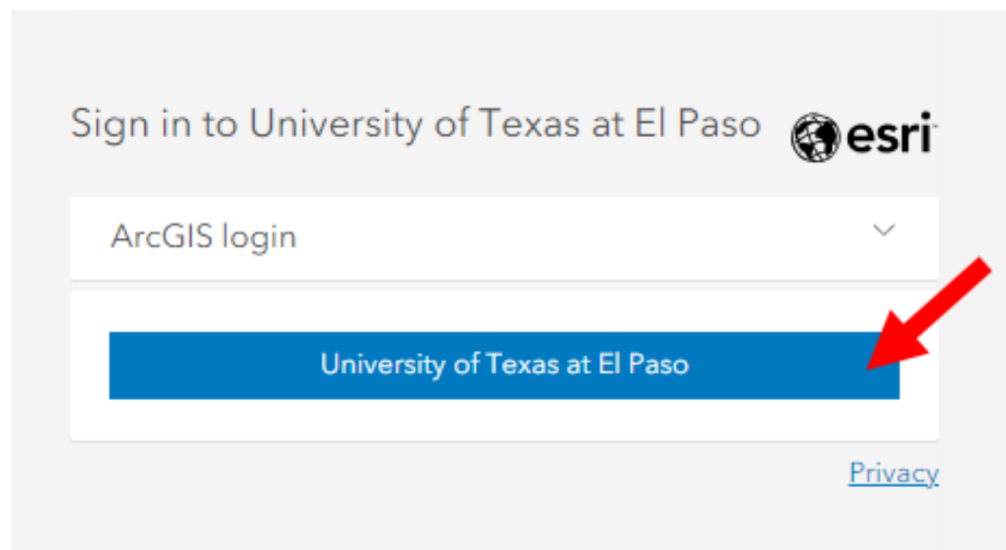 Sign in to University of Texas at El Paso
esri
ArcGIS login
University of Texas at El Paso
Privacy